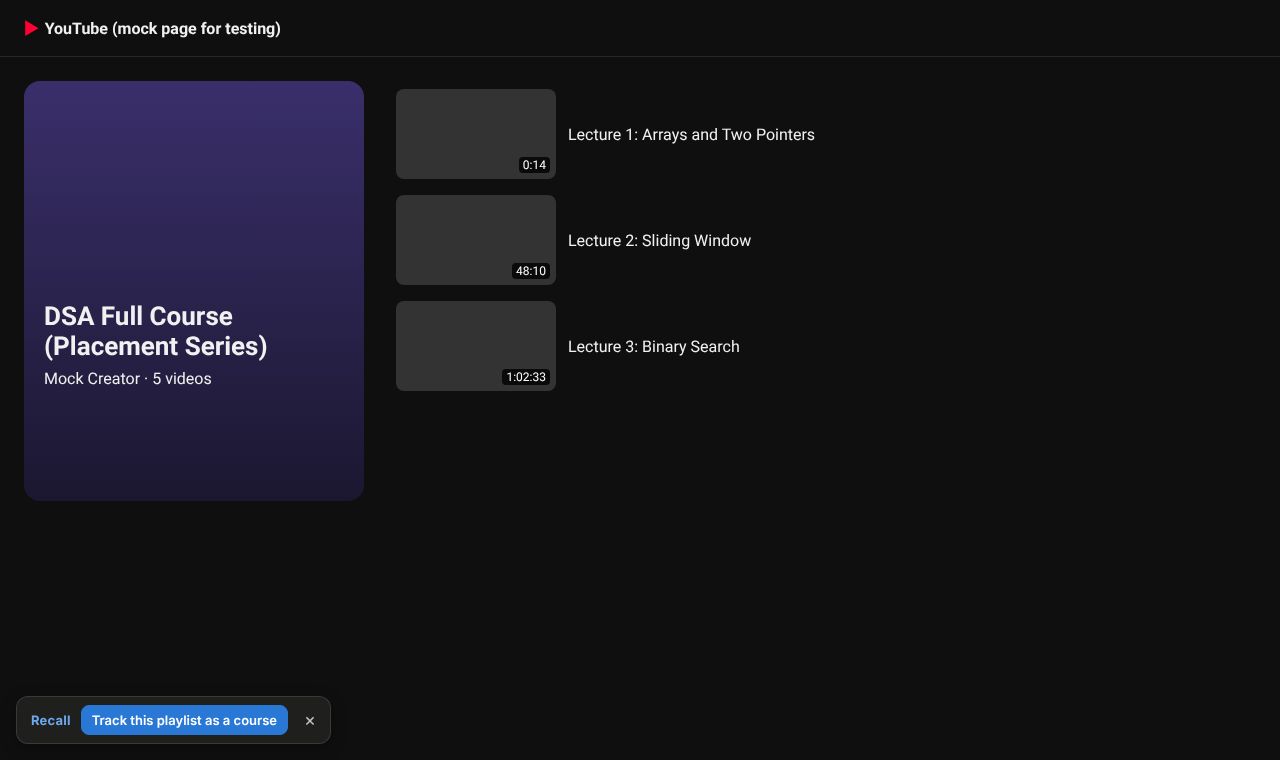 YouTube (mock page for testing)
DSA Full Course
(Placement Series)
Mock Creator · 5 videos
0:14
Lecture 1: Arrays and Two Pointers
48:10
Lecture 2: Sliding Window
1:02:33
Lecture 3: Binary Search
Recall Track this playlist as a course ×